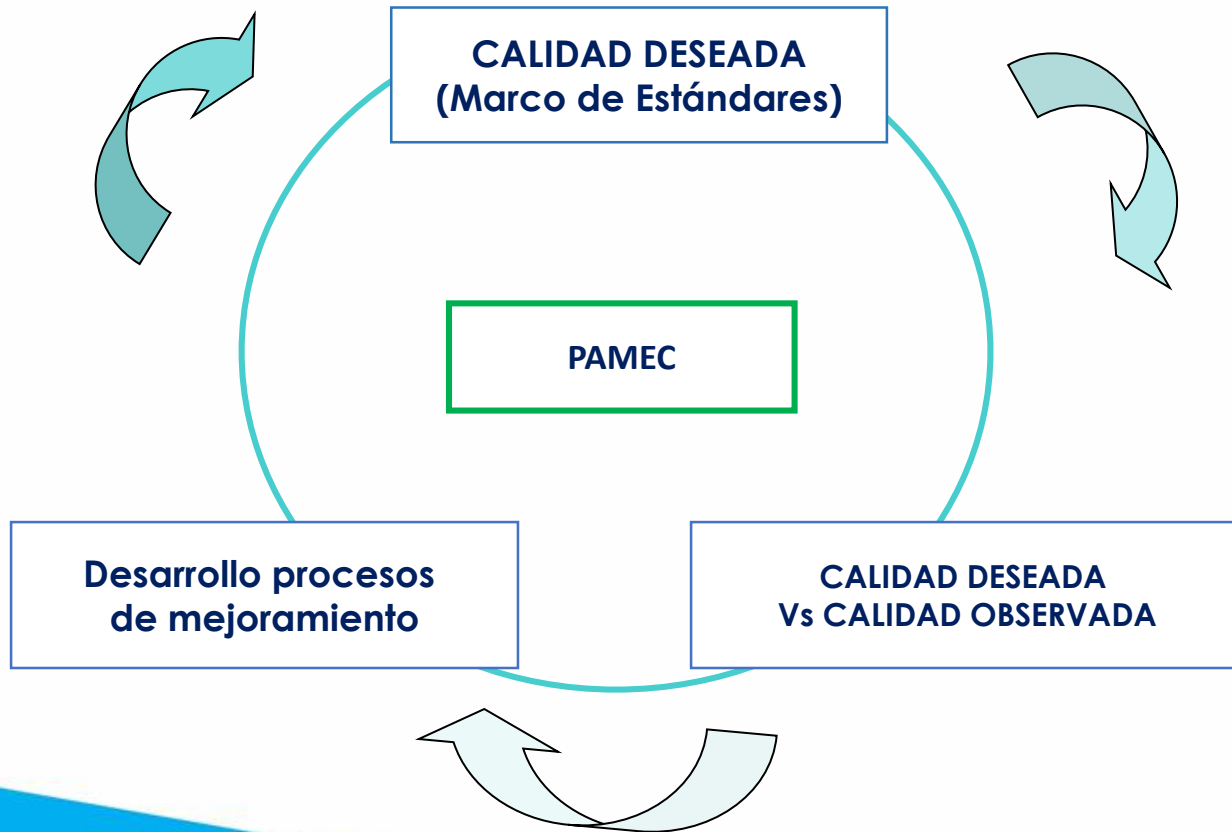 CALIDAD DESEADA
(Marco de Estándares)
PAMEC
Desarrollo procesos
de mejoramiento
CALIDAD DESEADA
Vs CALIDAD OBSERVADA